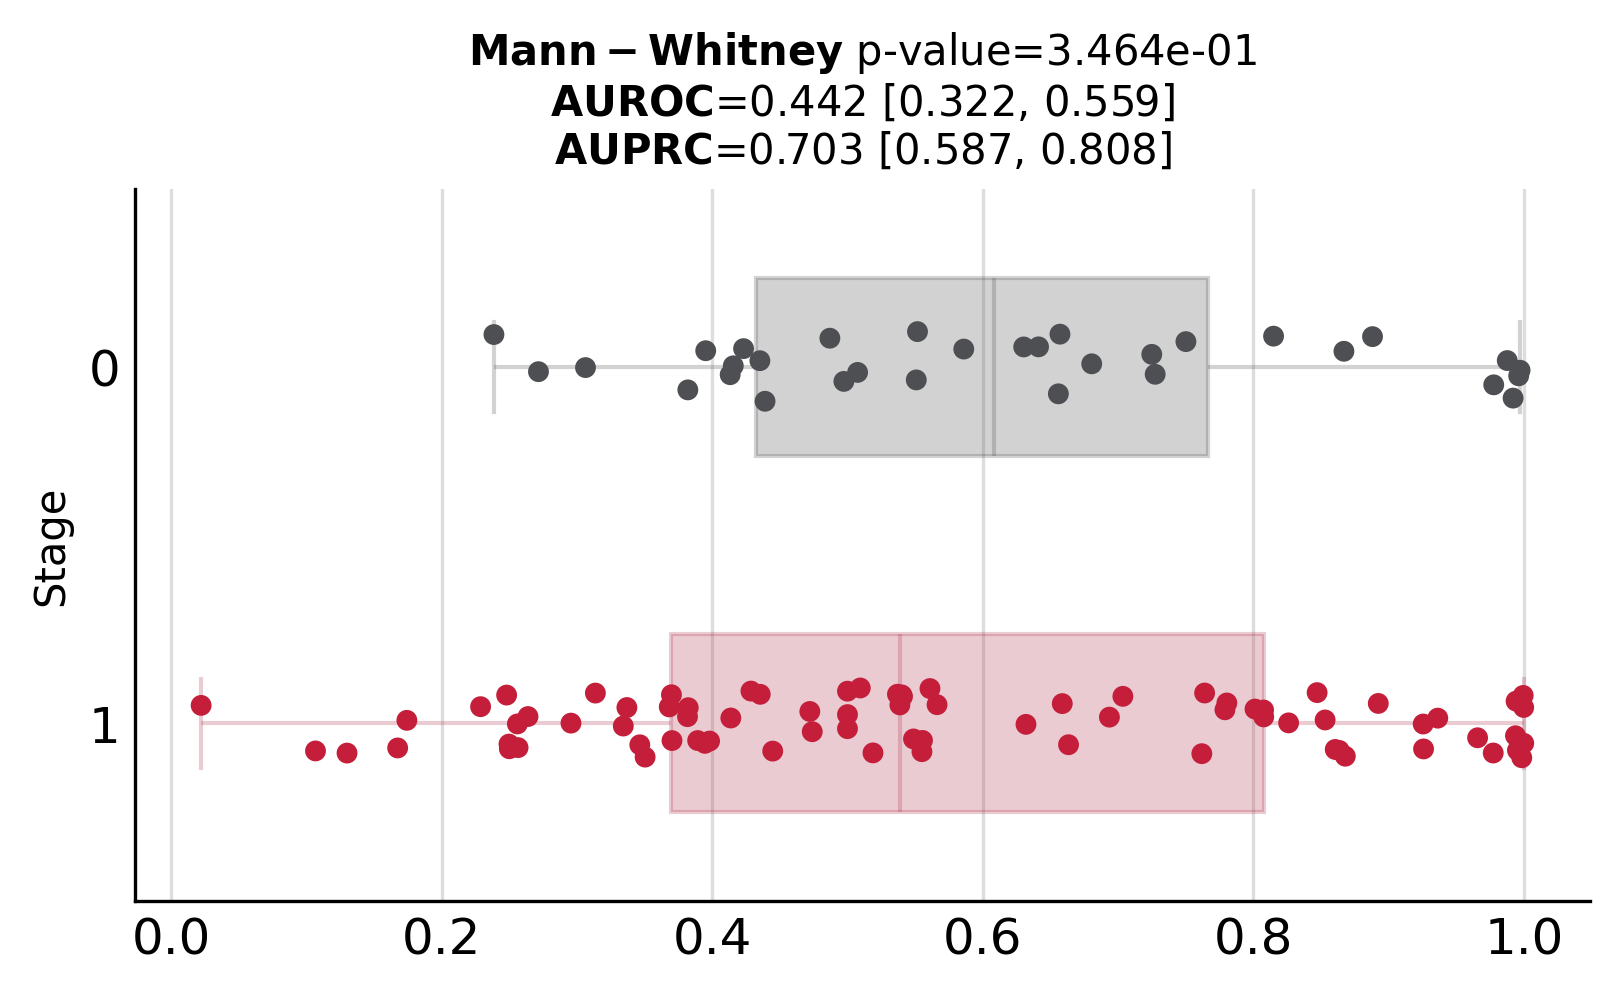 Mann − Whitney p-value=3.464e-01
AUROC=0.442 [0.322, 0.559]
AUPRC=0.703 [0.587, 0.808]
Stage
0
1
0.0 0.2 0.4 0.6 0.8 1.0